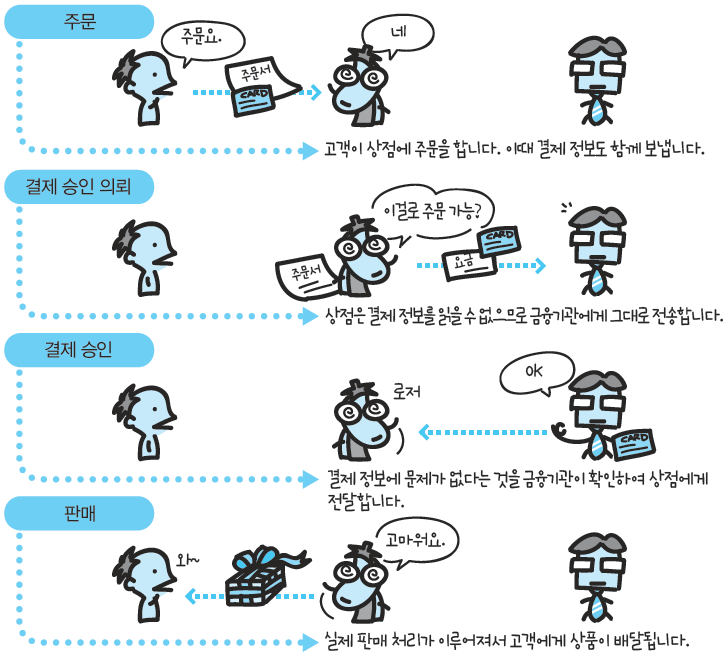 주문
주문요.
네
주문서
CARD
고객이 상점에 주문을 합니다. 이때 결제 정보도 함께 보냅니다.
결제 승인 의뢰
이걸로 주문 가능?
CARD
요금
주문서
상점은 결제 정보를 읽을 수 없으므로 금융기관에게 그대로 전송합니다.
결제 승인
OK
로저
CARD
결제 정보에 문제가 없다는 것을 금융기관이 확인하여 상점에게
전달합니다.
판매
고마워요.
와~
실제 판매 처리가 이루어져서 고객에게 상품이 배달됩니다.